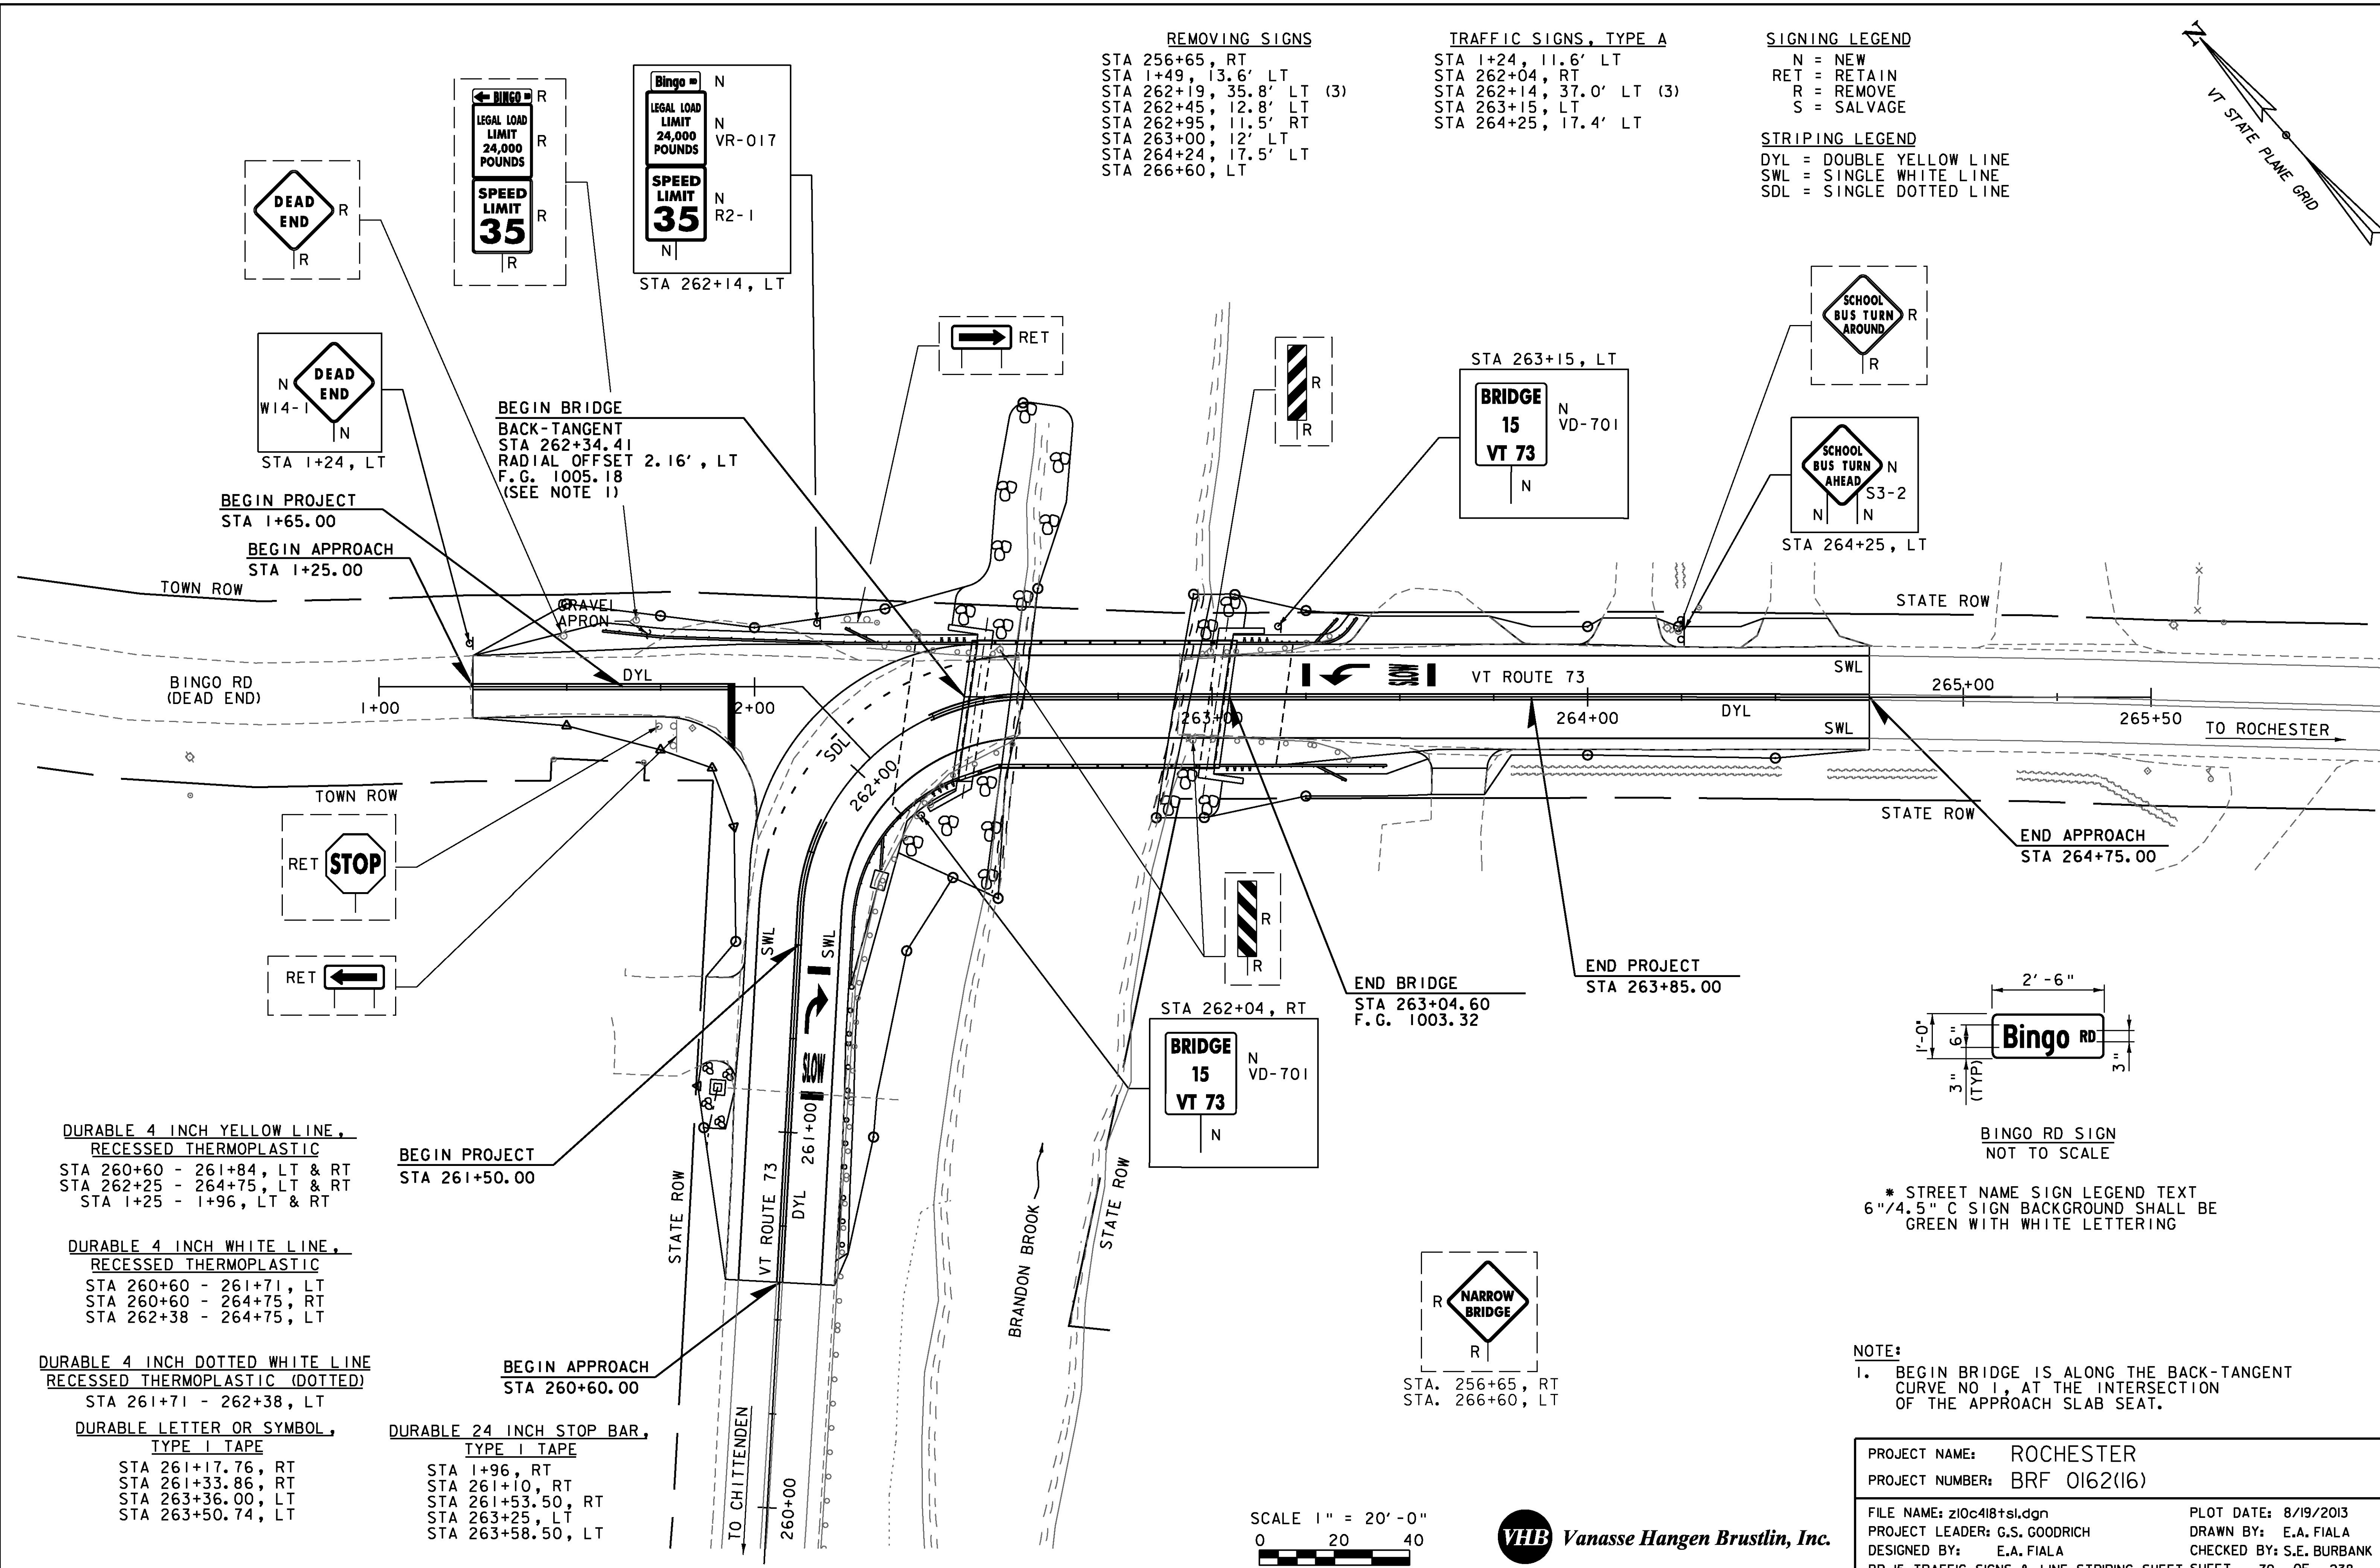 REMOVING SIGNS
STA 256+65, RT
STA 1+49, 13.6' LT
STA 262+19, 35.8' LT (3)
STA 262+45, 12.8' LT
STA 262+95, 11.5' RT
STA 263+00, 12' LT
STA 264+24, 17.5' LT
STA 266+60, LT
TRAFFIC SIGNS, TYPE A
STA 1+24, 11.6' LT
STA 262+04, RT
STA 262+14, 37.0' LT (3)
STA 263+15, LT
STA 264+25, 17.4' LT
SIGNING LEGEND
N = NEW
RET = RETAIN
R = REMOVE
S = SALVAGE
STRIPING LEGEND
DYL = DOUBLE YELLOW LINE
SWL = SINGLE WHITE LINE
SDL = SINGLE DOTTED LINE
N
VT STATE PLANE GRID
DEAD END R
R
BINGO RD R
LEGAL LOAD
LIMIT
24,000
POUNDS
R
SPEED
LIMIT
35
R
R
Bingo RD N
LEGAL LOAD
LIMIT
24,000
POUNDS
N
VR-017
SPEED
LIMIT
35
N
R2-1
N
STA 262+14, LT
N DEAD END
W14-1
N
STA 1+24, LT
RET
R
R
STA 263+15, LT
BRIDGE
15
VT 73
N
VD-701
N
SCHOOL
BUS TURN
AROUND
R
R
SCHOOL
BUS TURN
AHEAD
N
S3-2
N N
STA 264+25, LT
BEGIN BRIDGE
BACK-TANGENT
STA 262+34.41
RADIAL OFFSET 2.16', LT
F.G. 1005.18
(SEE NOTE 1)
BEGIN PROJECT
STA 1+65.00
BEGIN APPROACH
STA 1+25.00
TOWN ROW
GRAVEL
APRON
STATE ROW
BINGO RD
(DEAD END)
1+00
DYL
2+00
SDL
262+00
263+00
SLOW
VT ROUTE 73
264+00
DYL
SWL
SWL
265+00
265+50
TO ROCHESTER
TOWN ROW
STATE ROW
END APPROACH
STA 264+75.00
RET STOP
RET
SWL
SWL
SLOW
261+00
VT ROUTE 73
DYL
STATE ROW
R
R
END BRIDGE
STA 263+04.60
F.G. 1003.32
END PROJECT
STA 263+85.00
STA 262+04, RT
BRIDGE
15
VT 73
N
VD-701
N
BRANDON BROOK
STATE ROW
2'-6"
1'-0"
6"
3"
(TYP)
Bingo RD
3"
BINGO RD SIGN
NOT TO SCALE
* STREET NAME SIGN LEGEND TEXT
6"/4.5" C SIGN BACKGROUND SHALL BE
GREEN WITH WHITE LETTERING
BEGIN PROJECT
STA 261+50.00
DURABLE 4 INCH YELLOW LINE,
RECESSED THERMOPLASTIC
STA 260+60 - 261+84, LT & RT
STA 262+25 - 264+75, LT & RT
STA 1+25 - 1+96, LT & RT
DURABLE 4 INCH WHITE LINE,
RECESSED THERMOPLASTIC
STA 260+60 - 261+71, LT
STA 260+60 - 264+75, RT
STA 262+38 - 264+75, LT
DURABLE 4 INCH DOTTED WHITE LINE
RECESSED THERMOPLASTIC (DOTTED)
STA 261+71 - 262+38, LT
DURABLE LETTER OR SYMBOL,
TYPE I TAPE
STA 261+17.76, RT
STA 261+33.86, RT
STA 263+36.00, LT
STA 263+50.74, LT
BEGIN APPROACH
STA 260+60.00
DURABLE 24 INCH STOP BAR,
TYPE I TAPE
STA 1+96, RT
STA 261+10, RT
STA 261+53.50, RT
STA 263+25, LT
STA 263+58.50, LT
TO CHITTENDEN
260+00
R NARROW BRIDGE
R
STA. 256+65, RT
STA. 266+60, LT
NOTE:
1. BEGIN BRIDGE IS ALONG THE BACK-TANGENT
CURVE NO 1, AT THE INTERSECTION
OF THE APPROACH SLAB SEAT.
SCALE 1" = 20'-0"
0 20 40
VHB Vanasse Hangen Brustlin, Inc.
PROJECT NAME: ROCHESTER
PROJECT NUMBER: BRF 0162(16)
FILE NAME: z10c418tsl.dgn
PLOT DATE: 8/19/2013
PROJECT LEADER: G.S. GOODRICH
DRAWN BY: E.A. FIALA
DESIGNED BY: E.A. FIALA
CHECKED BY: S.E. BURBANK